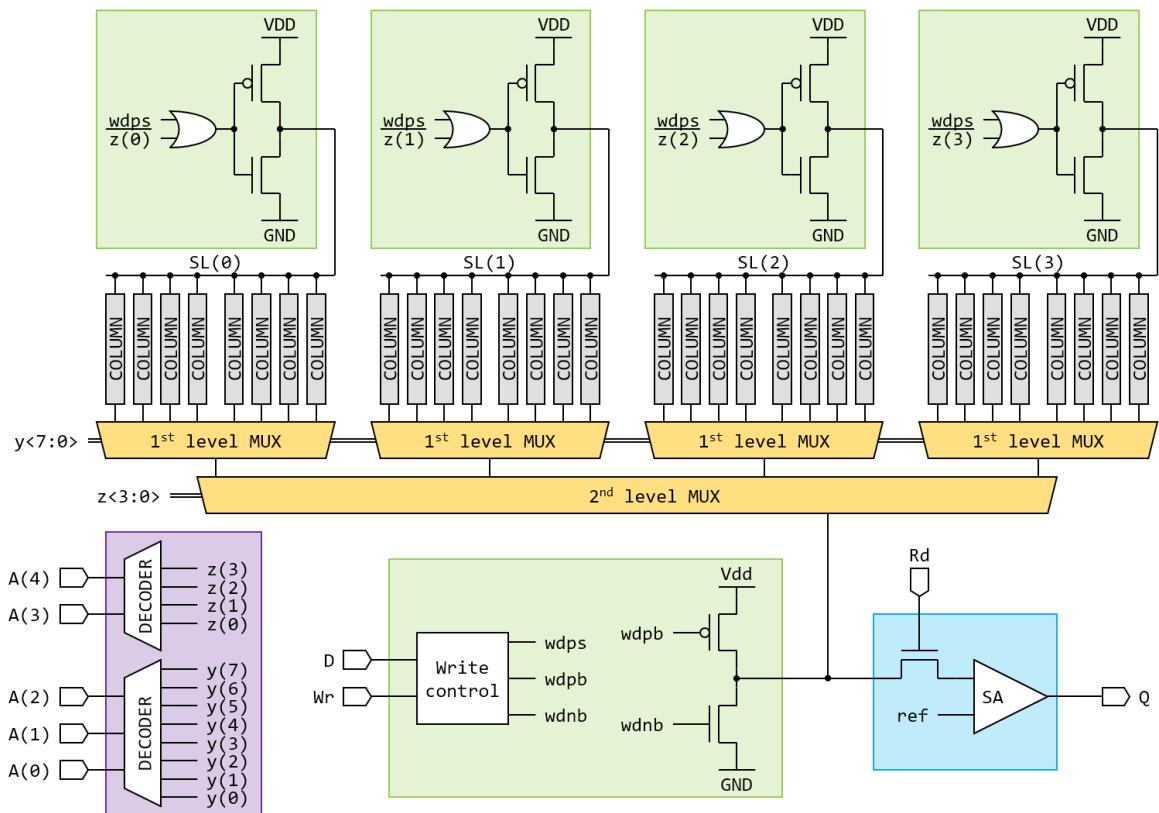 VDD VDD VDD VDD
wdps wdps wdps wdps
z(0) z(1) z(2) z(3)
GND GND GND GND
SL(0) SL(1) SL(2) SL(3)
COLUMN COLUMN COLUMN COLUMN COLUMN COLUMN COLUMN COLUMN
COLUMN COLUMN COLUMN COLUMN COLUMN COLUMN COLUMN COLUMN
COLUMN COLUMN COLUMN COLUMN COLUMN COLUMN COLUMN COLUMN
COLUMN COLUMN COLUMN COLUMN COLUMN COLUMN COLUMN COLUMN
y<7:0> 1st level MUX 1st level MUX 1st level MUX 1st level MUX
z<3:0> 2nd level MUX
A(4)
A(3)
DECODER
z(3)
z(2)
z(1)
z(0)
A(2)
A(1)
A(0)
DECODER
y(7)
y(6)
y(5)
y(4)
y(3)
y(2)
y(1)
y(0)
D
Wr
Write
control
wdps
wdpb
wdnb
Vdd
wdpb
wdnb
GND
Rd
SA
ref
Q